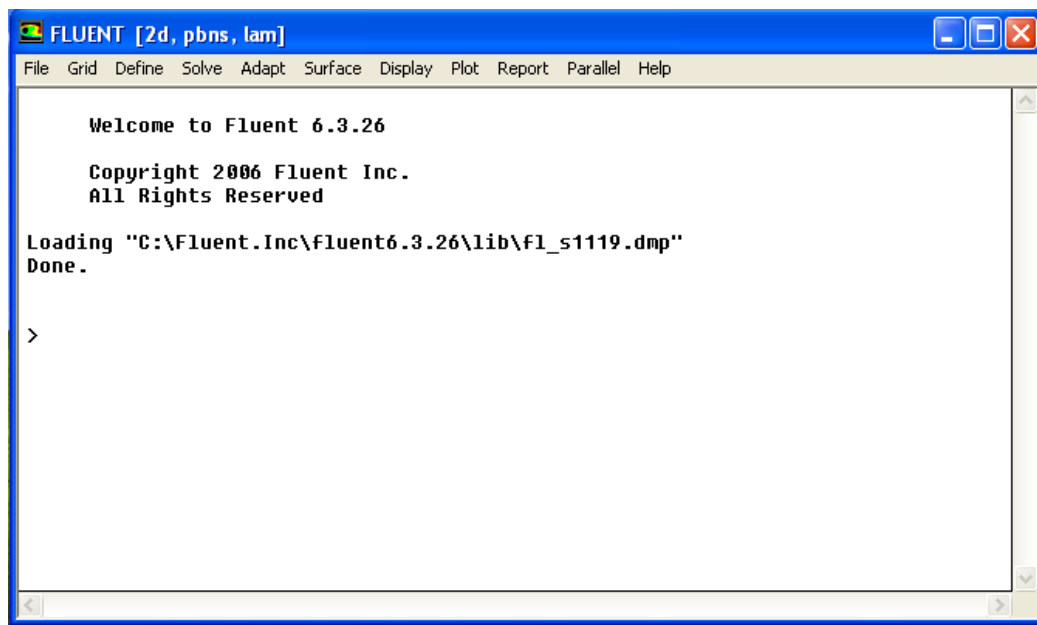 FLUENT [2d, pbns, lam]
File Grid Define Solve Adapt Surface Display Plot Report Parallel Help
Welcome to Fluent 6.3.26
Copyright 2006 Fluent Inc.
All Rights Reserved
Loading "C:\Fluent.Inc\fluent6.3.26\lib\fl_s1119.dmp"
Done.
>